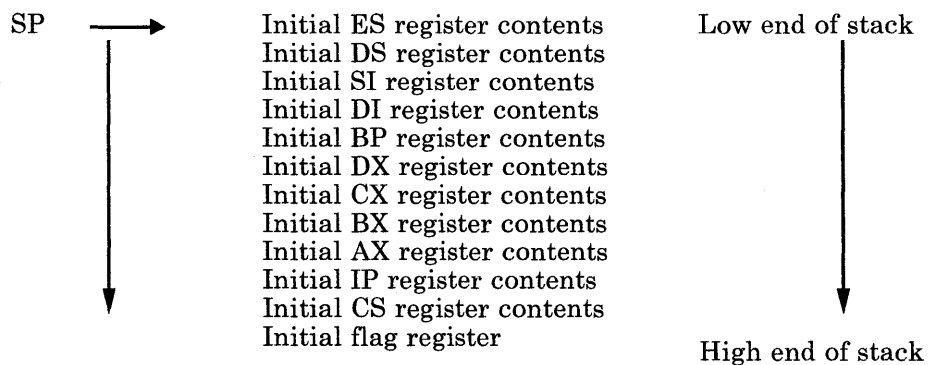 SP Initial ES register contents Low end of stack
Initial DS register contents
Initial SI register contents
Initial DI register contents
Initial BP register contents
Initial DX register contents
Initial CX register contents
Initial BX register contents
Initial AX register contents
Initial IP register contents
Initial CS register contents
Initial flag register
High end of stack